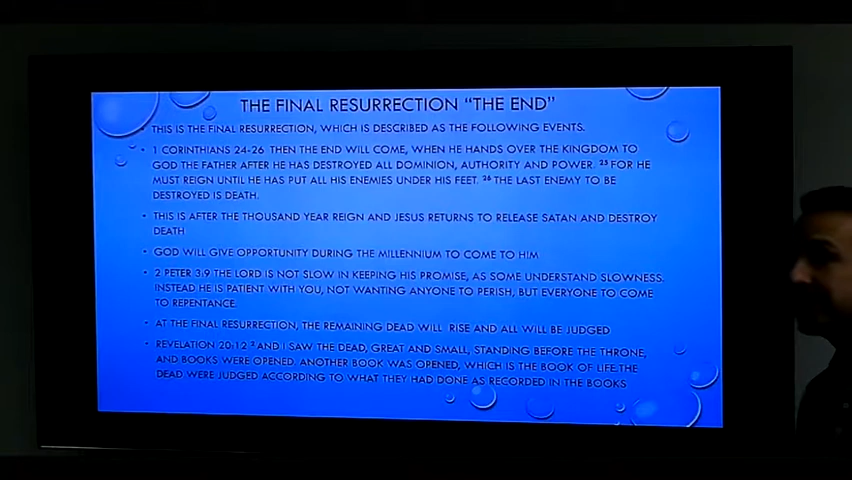 THE FINAL RESURRECTION "THE END"
• THIS IS THE FINAL RESURRECTION, WHICH IS DESCRIBED AS THE FOLLOWING EVENTS.
• 1 CORINTHIANS 24-26 THEN THE END WILL COME, WHEN HE HANDS OVER THE KINGDOM TO
GOD THE FATHER AFTER HE HAS DESTROYED ALL DOMINION, AUTHORITY AND POWER. 25 FOR HE
MUST REIGN UNTIL HE HAS PUT ALL HIS ENEMIES UNDER HIS FEET. 26 THE LAST ENEMY TO BE
DESTROYED IS DEATH.
• THIS IS AFTER THE THOUSAND YEAR REIGN AND JESUS RETURNS TO RELEASE SATAN AND DESTROY
DEATH
• GOD WILL GIVE OPPORTUNITY DURING THE MILLENNIUM TO COME TO HIM
• 2 PETER 3.9 THE LORD IS NOT SLOW IN KEEPING HIS PROMISE, AS SOME UNDERSTAND SLOWNESS.
INSTEAD HE IS PATIENT WITH YOU, NOT WANTING ANYONE TO PERISH, BUT EVERYONE TO COME
TO REPENTANCE.
• AT THE FINAL RESURRECTION, THE REMAINING DEAD WILL RISE AND ALL WILL BE JUDGED
• REVELATION 20:12 AND I SAW THE DEAD, GREAT AND SMALL, STANDING BEFORE THE THRONE,
AND BOOKS WERE OPENED. ANOTHER BOOK WAS OPENED, WHICH IS THE BOOK OF LIFE.THE
DEAD WERE JUDGED ACCORDING TO WHAT THEY HAD DONE AS RECORDED IN THE BOOKS